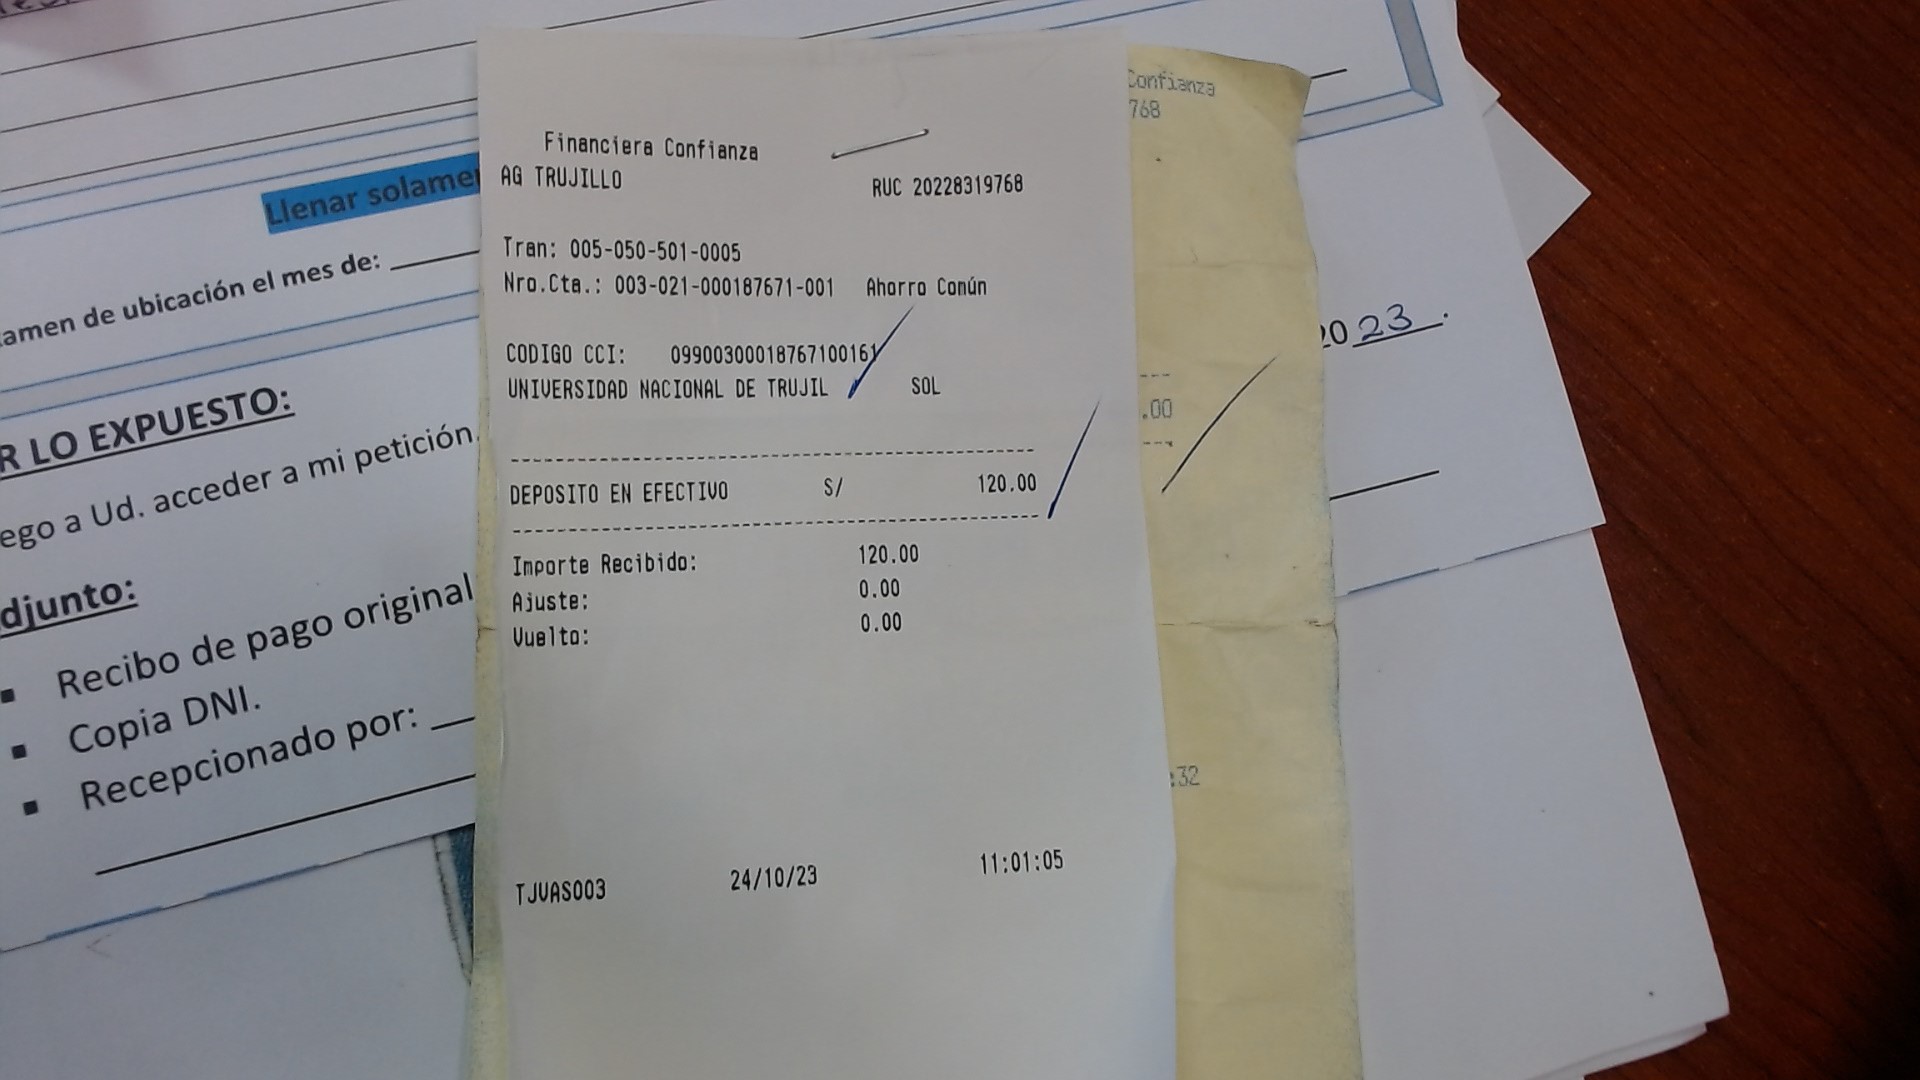 Financiera Confianza
AG TRUJILLO RUC 20228319768
Tran: 005-050-501-0005
Nro.Cta.: 003-021-000187671-001 Ahorro Común
CODIGO CCI: 09900300018767100161
UNIVERSIDAD NACIONAL DE TRUJIL SOL
DEPOSITO EN EFECTIVO S/ 120.00
Importe Recibido: 120.00
Ajuste: 0.00
Vuelto: 0.00
TJVAS003 24/10/23 11:01:05
Confianza
768
.00
:32
Llenar solamen
amen de ubicación el mes de:
2023.
R LO EXPUESTO:
ego a Ud. acceder a mi petición.
djunto:
▪ Recibo de pago original
▪ Copia DNI.
▪ Recepcionado por: